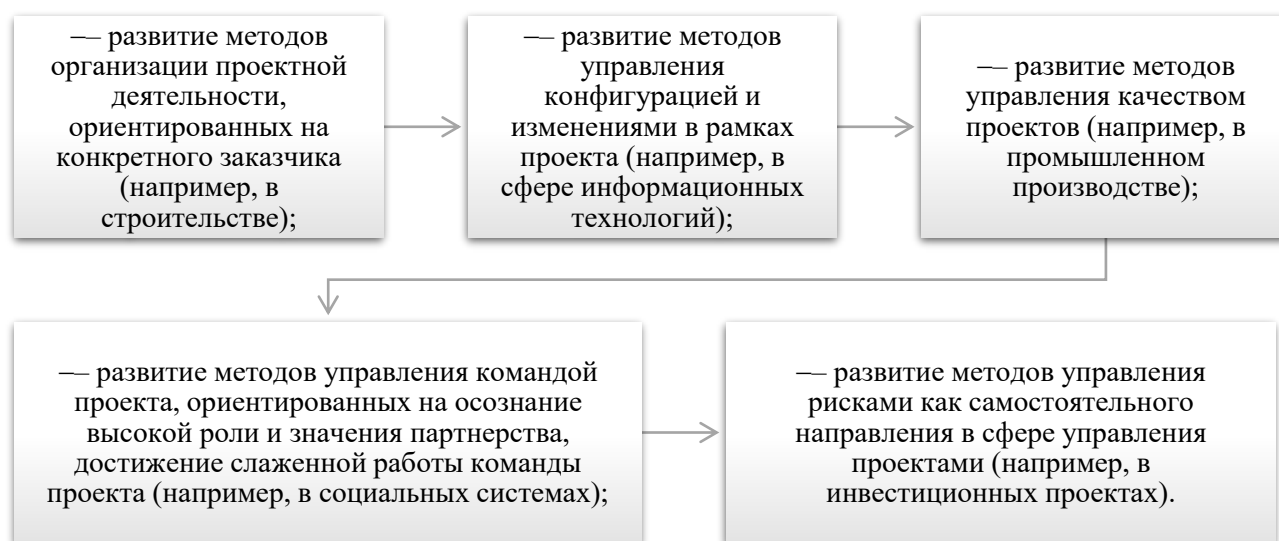 –– развитие методов
организации проектной
деятельности,
ориентированных на
конкретного заказчика
(например, в
строительстве);
–– развитие методов
управления
конфигурацией и
изменениями в рамках
проекта (например, в
сфере информационных
технологий);
–– развитие методов
управления качеством
проектов (например, в
промышленном
производстве);
–– развитие методов управления командой
проекта, ориентированных на осознание
высокой роли и значения партнерства,
достижение слаженной работы команды
проекта (например, в социальных системах);
–– развитие методов управления
рисками как самостоятельного
направления в сфере управления
проектами (например, в
инвестиционных проектах).